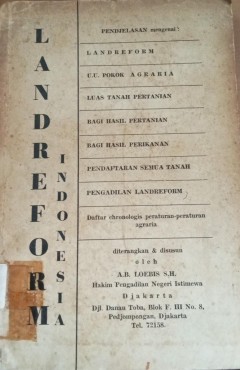 LANDREFORM
INDONESIA
PENDJELASAN mengenai :
LANDREFORM
U.U. POKOK AGRARIA
LUAS TANAH PERTANIAN
BAGI HASIL PERTANIAN
BAGI HASIL PERIKANAN
PENDAFTARAN SEMUA TANAH
PENGADILAN LANDREFORM
Daftar chronologis peraturan-peraturan
agraria
diterangkan & disusun
oleh
A.B. LOEBIS S.H.
Hakim Pengadilan Negeri Istimewa
Djakarta
Djl. Danau Toba, Blok F. III No. 8,
Pedjompongan, Djakarta
Tel. 72158.